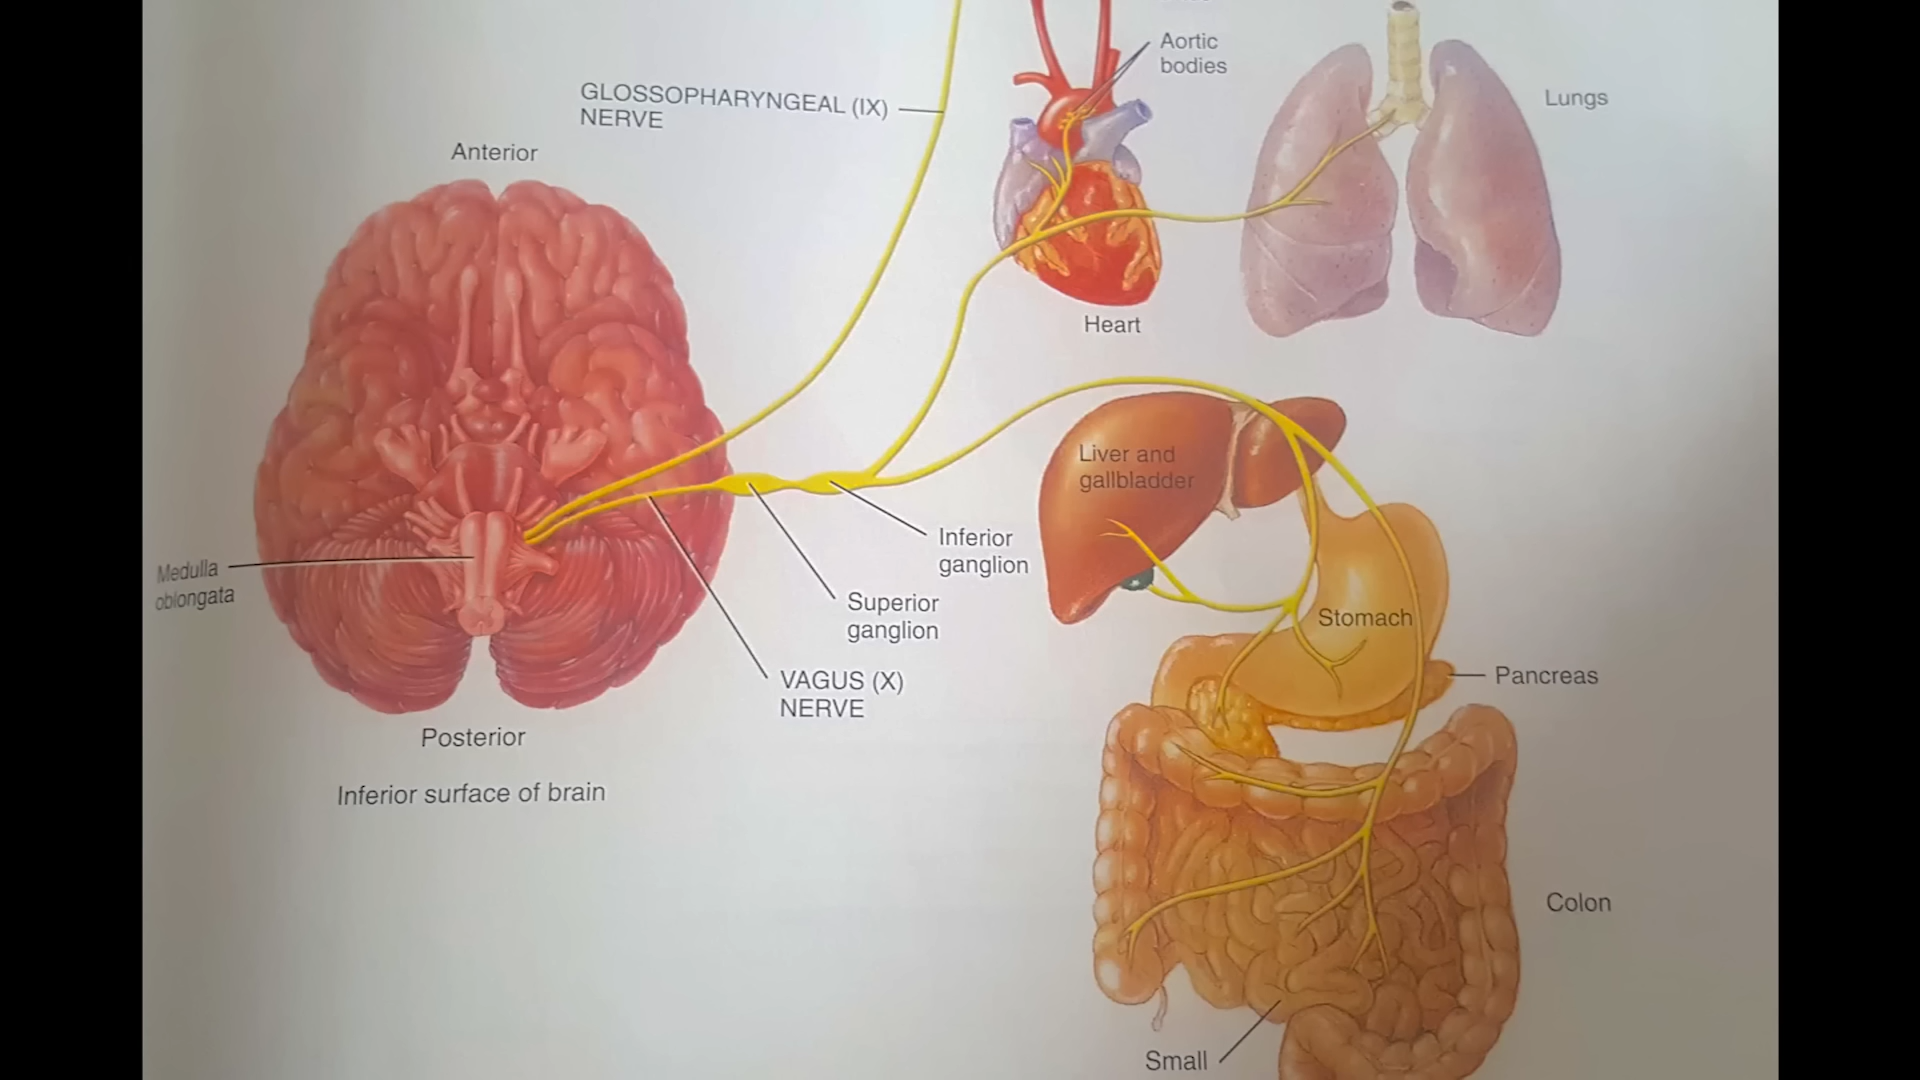 Aortic
bodies
Lungs
GLOSSOPHARYNGEAL (IX)
NERVE
Anterior
Heart
Liver and
gallbladder
Inferior
ganglion
Medulla
oblongata
Superior
ganglion
Stomach
VAGUS (X)
NERVE
Pancreas
Posterior
Inferior surface of brain
Colon
Small